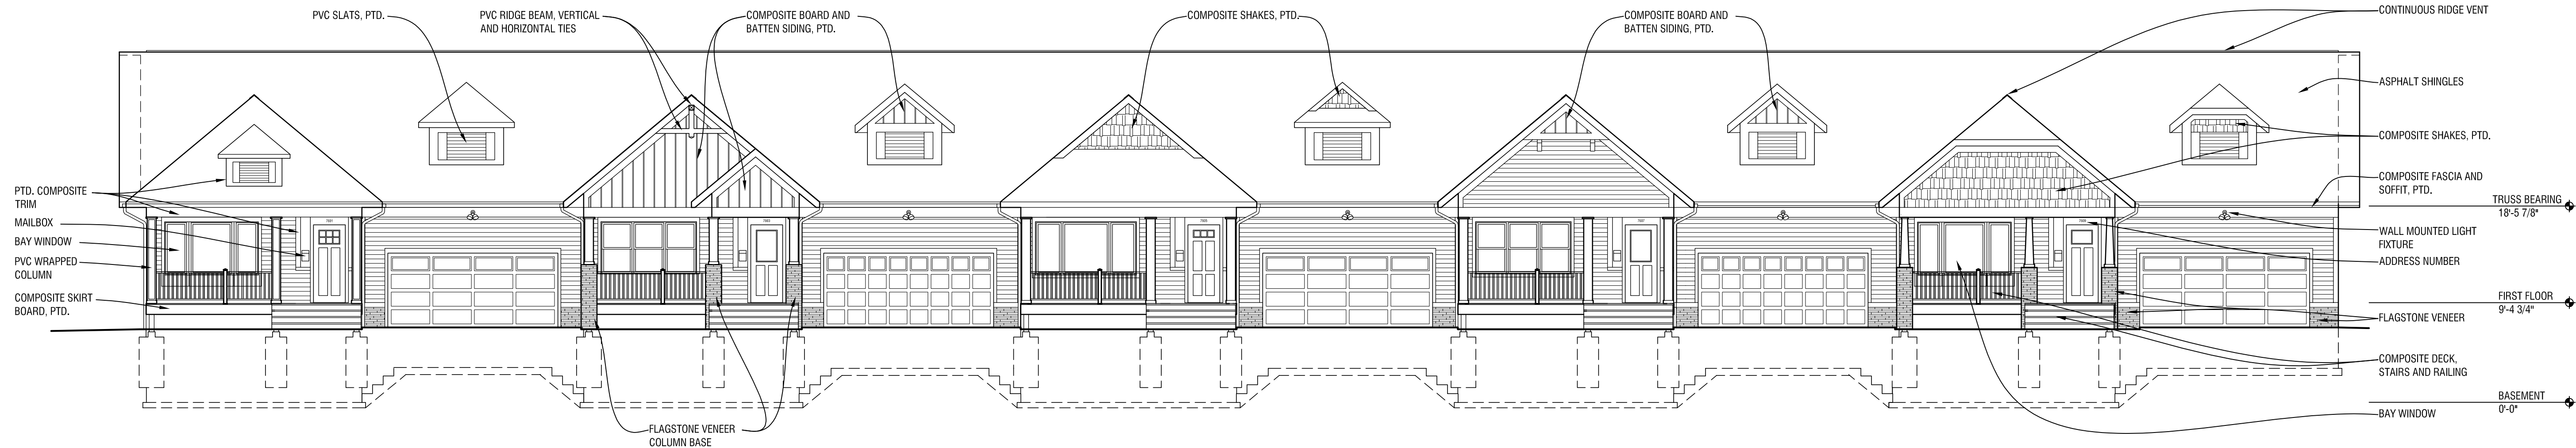 PVC SLATS, PTD.
PVC RIDGE BEAM, VERTICAL
AND HORIZONTAL TIES
COMPOSITE BOARD AND
BATTEN SIDING, PTD.
COMPOSITE SHAKES, PTD.
COMPOSITE BOARD AND
BATTEN SIDING, PTD.
CONTINUOUS RIDGE VENT
ASPHALT SHINGLES
COMPOSITE SHAKES, PTD.
COMPOSITE FASCIA AND
SOFFIT, PTD.
TRUSS BEARING
18'-5 7/8"
WALL MOUNTED LIGHT
FIXTURE
ADDRESS NUMBER
FIRST FLOOR
9'-4 3/4"
FLAGSTONE VENEER
COMPOSITE DECK,
STAIRS AND RAILING
BASEMENT
0'-0"
BAY WINDOW
PTD. COMPOSITE
TRIM
MAILBOX
BAY WINDOW
PVC WRAPPED
COLUMN
COMPOSITE SKIRT
BOARD, PTD.
FLAGSTONE VENEER
COLUMN BASE